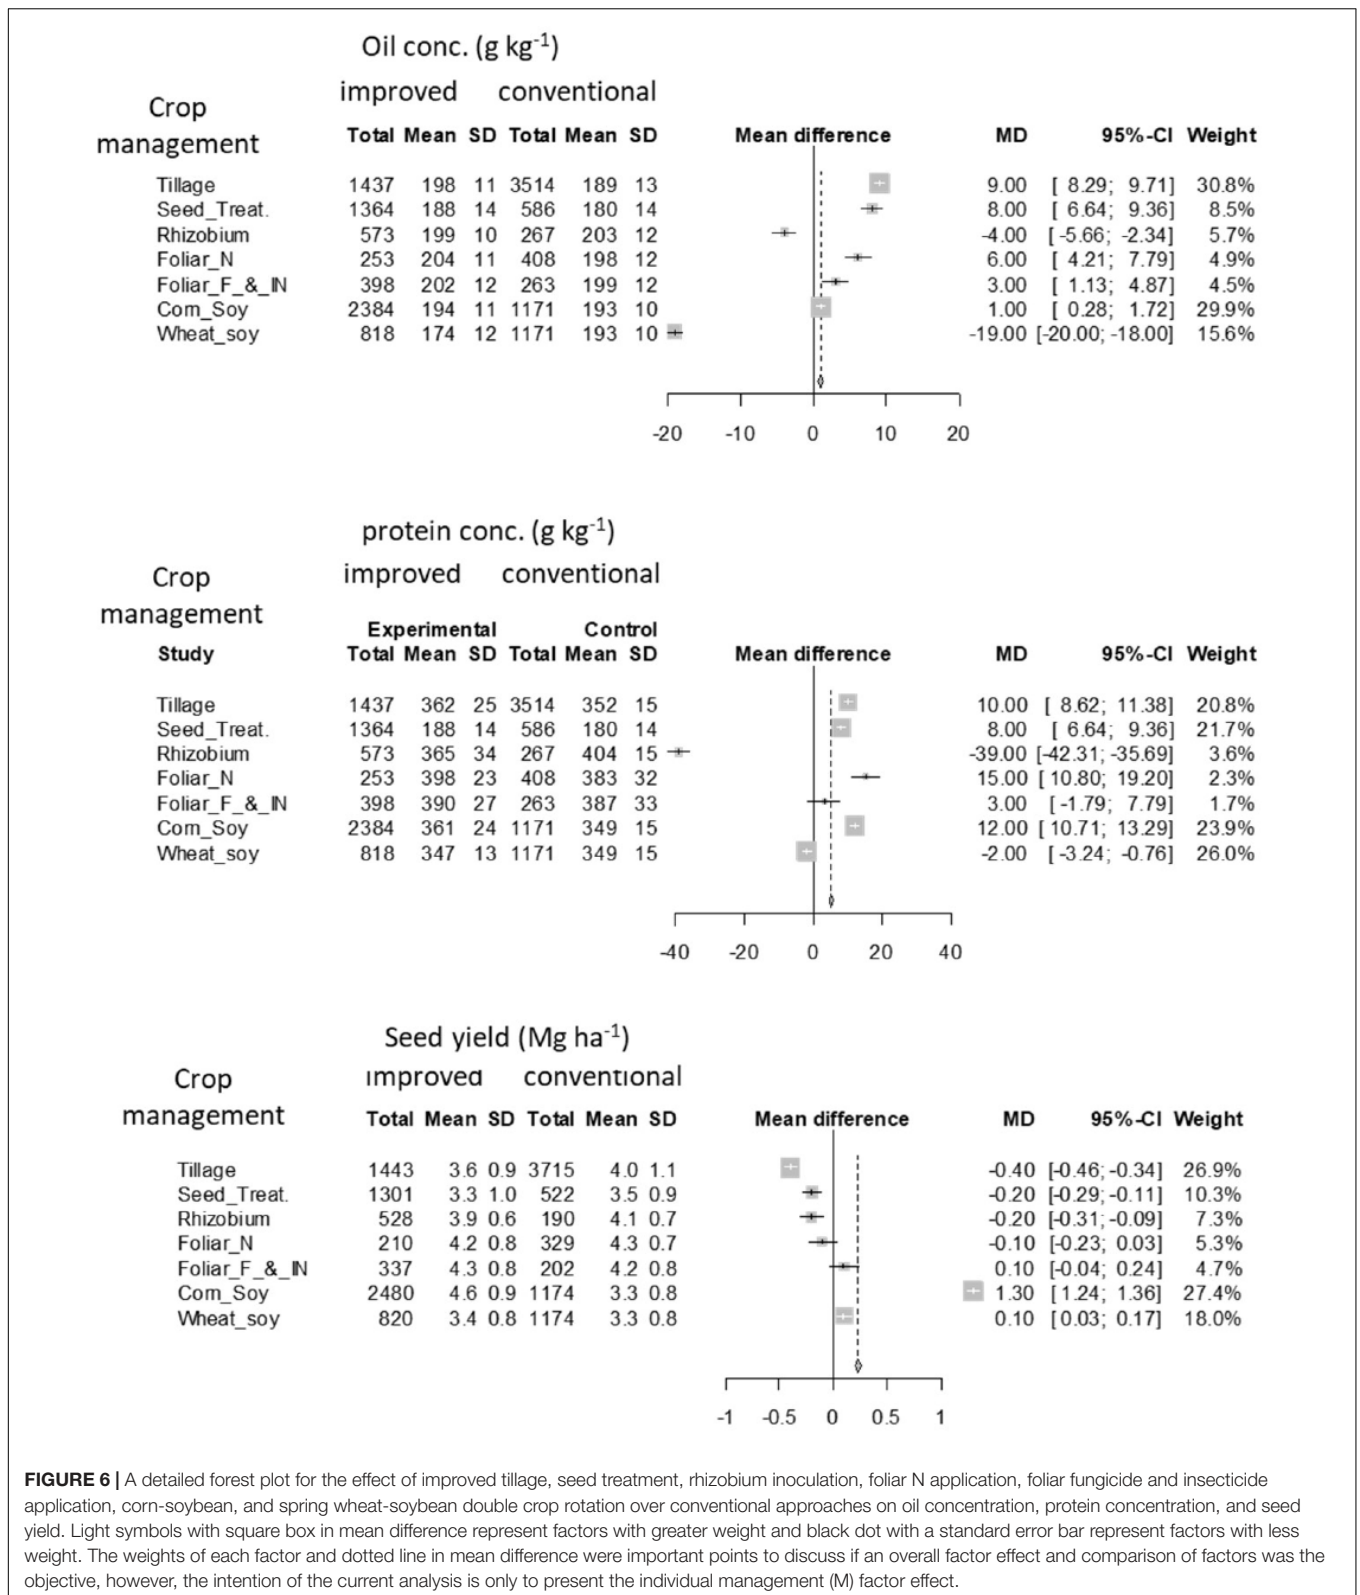 Oil conc. (g kg-1)
improved conventional
Crop
management
Total Mean SD Total Mean SD Mean difference MD 95%-CI Weight
Tillage 1437 198 11 3514 189 13 9.00 [ 8.29; 9.71] 30.8%
Seed_Treat. 1364 188 14 586 180 14 8.00 [ 6.64; 9.36] 8.5%
Rhizobium 573 199 10 267 203 12 -4.00 [-5.66; -2.34] 5.7%
Foliar_N 253 204 11 408 198 12 6.00 [ 4.21; 7.79] 4.9%
Foliar_F_&_IN 398 202 12 263 199 12 3.00 [ 1.13; 4.87] 4.5%
Corn_Soy 2384 194 11 1171 193 10 1.00 [ 0.28; 1.72] 29.9%
Wheat_soy 818 174 12 1171 193 10 -19.00 [-20.00; -18.00] 15.6%
-20 -10 0 10 20
protein conc. (g kg-1)
improved conventional
Crop
management
Experimental Control
Study Total Mean SD Total Mean SD Mean difference MD 95%-CI Weight
Tillage 1437 362 25 3514 352 15 10.00 [ 8.62; 11.38] 20.8%
Seed_Treat. 1364 188 14 586 180 14 8.00 [ 6.64; 9.36] 21.7%
Rhizobium 573 365 34 267 404 15 -39.00 [-42.31; -35.69] 3.6%
Foliar_N 253 398 23 408 383 32 15.00 [10.80; 19.20] 2.3%
Foliar_F_&_IN 398 390 27 263 387 33 3.00 [-1.79; 7.79] 1.7%
Corn_Soy 2384 361 24 1171 349 15 12.00 [10.71; 13.29] 23.9%
Wheat_soy 818 347 13 1171 349 15 -2.00 [-3.24; -0.76] 26.0%
-40 -20 0 20 40
Seed yield (Mg ha-1)
improved conventional
Crop
management
Total Mean SD Total Mean SD Mean difference MD 95%-CI Weight
Tillage 1443 3.6 0.9 3715 4.0 1.1 -0.40 [-0.46; -0.34] 26.9%
Seed_Treat. 1301 3.3 1.0 522 3.5 0.9 -0.20 [-0.29; -0.11] 10.3%
Rhizobium 528 3.9 0.6 190 4.1 0.7 -0.20 [-0.31; -0.09] 7.3%
Foliar_N 210 4.2 0.8 329 4.3 0.7 -0.10 [-0.23; 0.03] 5.3%
Foliar_F_&_IN 337 4.3 0.8 202 4.2 0.8 0.10 [-0.04; 0.24] 4.7%
Corn_Soy 2480 4.6 0.9 1174 3.3 0.8 1.30 [1.24; 1.36] 27.4%
Wheat_soy 820 3.4 0.8 1174 3.3 0.8 0.10 [0.03; 0.17] 18.0%
-1 -0.5 0 0.5 1
FIGURE 6 | A detailed forest plot for the effect of improved tillage, seed treatment, rhizobium inoculation, foliar N application, foliar fungicide and insecticide
application, corn-soybean, and spring wheat-soybean double crop rotation over conventional approaches on oil concentration, protein concentration, and seed
yield. Light symbols with square box in mean difference represent factors with greater weight and black dot with a standard error bar represent factors with less
weight. The weights of each factor and dotted line in mean difference were important points to discuss if an overall factor effect and comparison of factors was the
objective, however, the intention of the current analysis is only to present the individual management (M) factor effect.